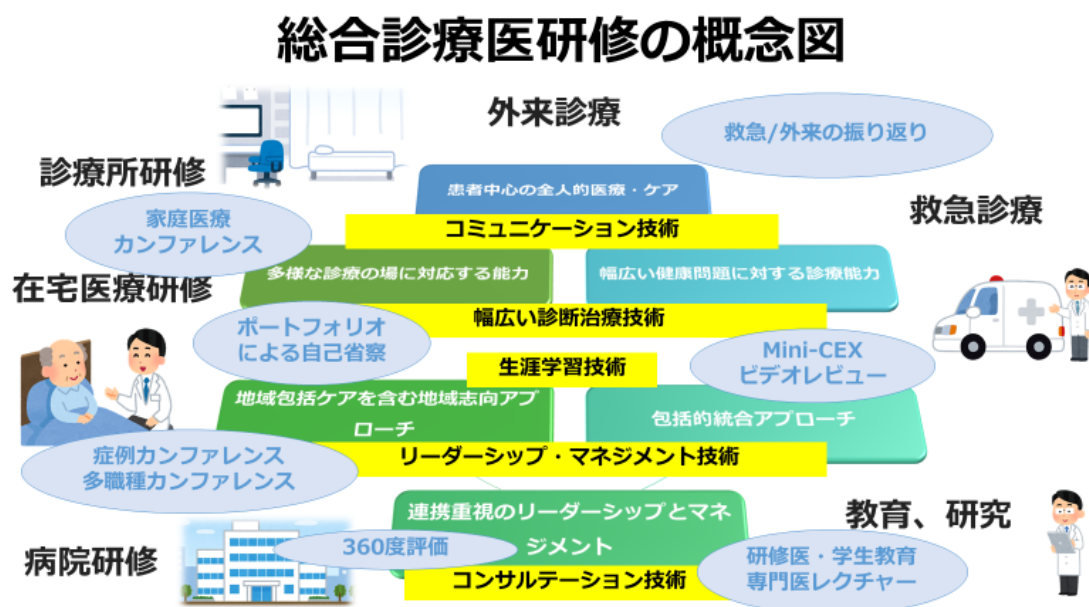 総合診療医研修の概念図
外来診療
救急/外来の振り返り
診療所研修
患者中心の全人的医療・ケア
家庭医療
カンファレンス
コミュニケーション技術
救急診療
在宅医療研修
多様な診療の場に対応する能力
幅広い健康問題に対する診療能力
幅広い診断治療技術
ポートフォリオ
による自己省察
生涯学習技術
Mini-CEX
ビデオレビュー
地域包括ケアを含む地域志向アプ
ローチ
包括的統合アプローチ
症例カンファレンス
多職種カンファレンス
リーダーシップ・マネジメント技術
連携重視のリーダーシップとマネ
ジメント
教育、研究
病院研修
360度評価
コンサルテーション技術
研修医・学生教育
専門医レクチャー